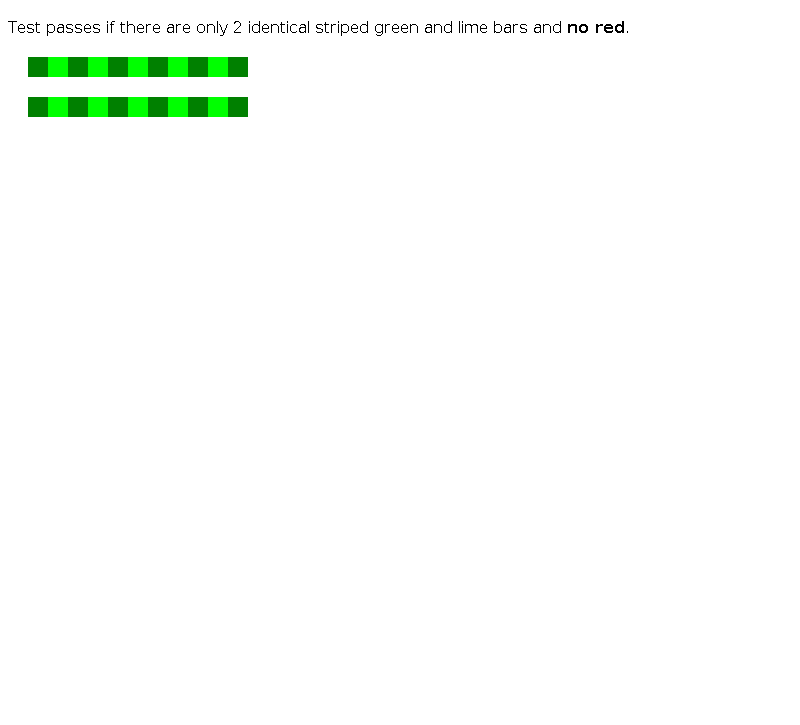 Test passes if there are only 2 identical striped green and lime bars and no red.